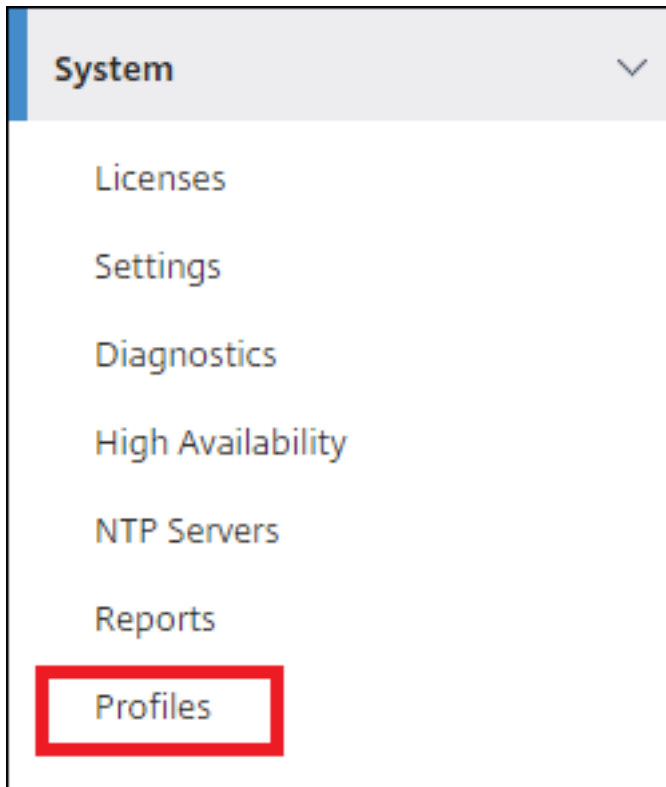 System
Licenses
Settings
Diagnostics
High Availability
NTP Servers
Reports
Profiles